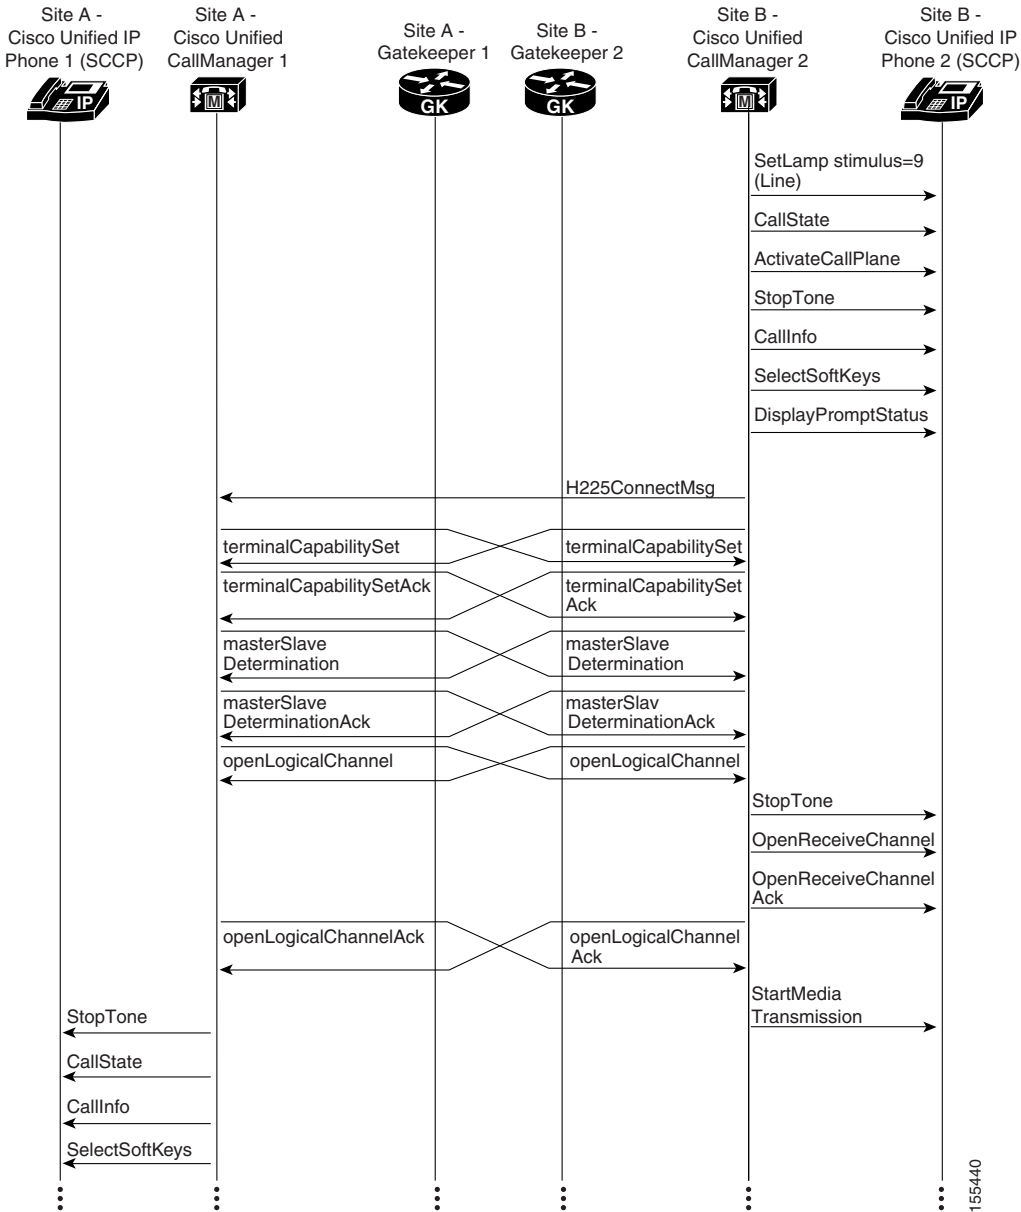 Site A -
Cisco Unified IP
Phone 1 (SCCP)
Site A -
Cisco Unified
CallManager 1
Site A -
Gatekeeper 1
Site B -
Gatekeeper 2
Site B -
Cisco Unified
CallManager 2
Site B -
Cisco Unified IP
Phone 2 (SCCP)
IP
M
GK
GK
M
IP
SetLamp stimulus=9
(Line)
CallState
ActivateCallPlane
StopTone
CallInfo
SelectSoftKeys
DisplayPromptStatus
H225ConnectMsg
terminalCapabilitySet
terminalCapabilitySet
terminalCapabilitySetAck
terminalCapabilitySet
Ack
masterSlave
Determination
masterSlave
Determination
masterSlave
DeterminationAck
masterSlav
DeterminationAck
openLogicalChannel
openLogicalChannel
StopTone
OpenReceiveChannel
OpenReceiveChannel
Ack
openLogicalChannelAck
openLogicalChannel
Ack
StartMedia
Transmission
StopTone
CallState
CallInfo
SelectSoftKeys
155440